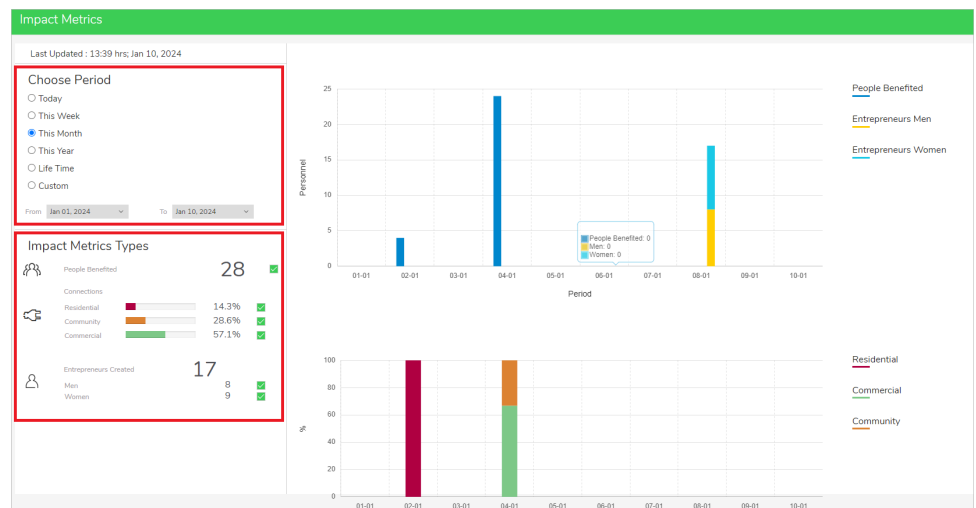 Impact Metrics
Last Updated : 13:39 hrs; Jan 10, 2024
Choose Period
Today
This Week
This Month
This Year
Life Time
Custom
From Jan 01, 2024 To Jan 10, 2024
Impact Metrics Types
People Benefited 28
Connections
Residential 14.3%
Community 28.6%
Commercial 57.1%
Entrepreneurs Created 17
Men 8
Women 9
Personnel
25
20
15
10
5
0
People Benefited: 0
Men: 0
Women: 0
01-01 02-01 03-01 04-01 05-01 06-01 07-01 08-01 09-01 10-01
Period
People Benefited
Entrepreneurs Men
Entrepreneurs Women
%
100
80
60
40
20
0
01-01 02-01 03-01 04-01 05-01 06-01 07-01 08-01 09-01 10-01
Residential
Commercial
Community